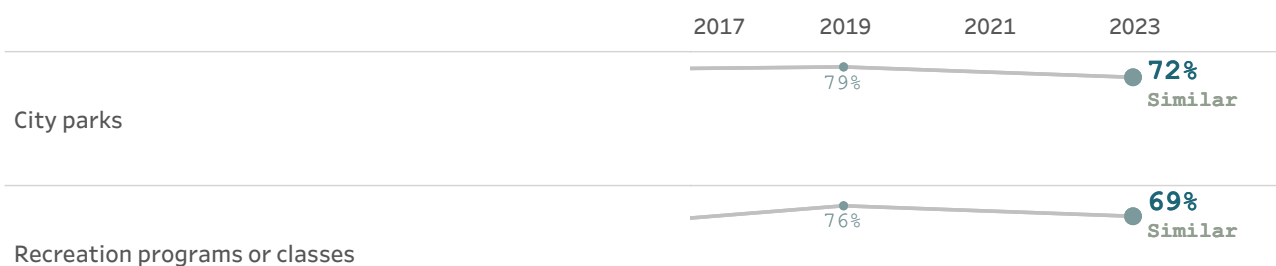 2017 2019 2021 2023
72%
79%
Similar
City parks
69%
76%
Similar
Recreation programs or classes